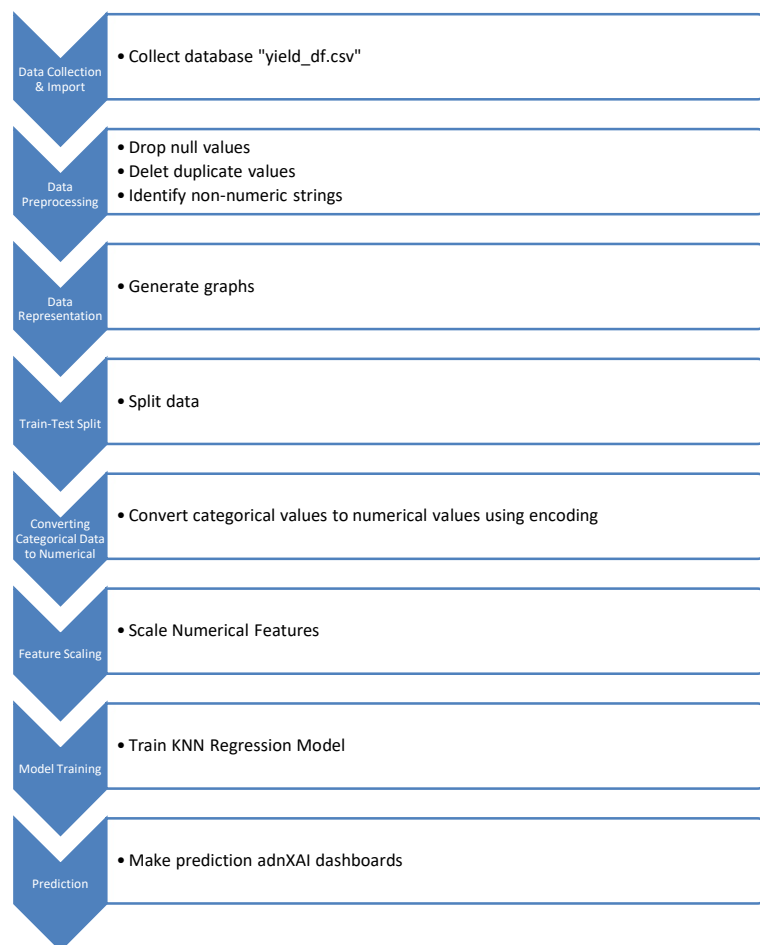 Data Collection
& Import
• Collect database "yield_df.csv"
Data
Preprocessing
• Drop null values
• Delet duplicate values
• Identify non-numeric strings
Data
Representation
• Generate graphs
Train-Test Split
• Split data
Converting
Categorical Data
to Numerical
• Convert categorical values to numerical values using encoding
Feature Scaling
• Scale Numerical Features
Model Training
• Train KNN Regression Model
Prediction
• Make prediction adnXAI dashboards